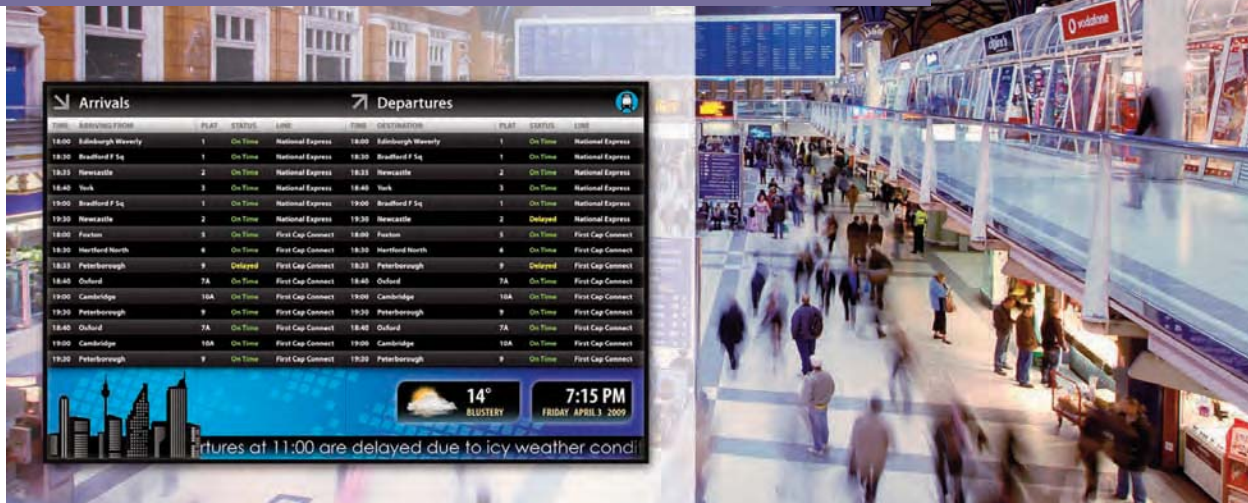 Arrivals
Departures
TIME ARRIVING FROM PLAT STATUS LINE TIME DESTINATION PLAT STATUS LINE
18:00 Edinburgh Waverly 1 On Time National Express 18:00 Edinburgh Waverly 1 On Time National Express
18:30 Bradford F Sq 1 On Time National Express 18:30 Bradford F Sq 1 On Time National Express
18:35 Newcastle 2 On Time National Express 18:35 Newcastle 2 On Time National Express
18:40 York 3 On Time National Express 18:40 York 3 On Time National Express
19:00 Bradford F Sq 1 On Time National Express 19:00 Bradford F Sq 1 On Time National Express
19:30 Newcastle 2 On Time National Express 19:30 Newcastle 2 Delayed National Express
18:00 Foxton 5 On Time First Cap Connect 18:00 Foxton 5 On Time First Cap Connect
18:30 Hertford North 6 On Time First Cap Connect 18:30 Hertford North 6 On Time First Cap Connect
18:35 Peterborough 9 Delayed First Cap Connect 18:35 Peterborough 9 Delayed First Cap Connect
18:40 Oxford 7A On Time First Cap Connect 18:40 Oxford 7A On Time First Cap Connect
19:00 Cambridge 10A On Time First Cap Connect 19:00 Cambridge 10A On Time First Cap Connect
19:30 Peterborough 9 On Time First Cap Connect 19:30 Peterborough 9 On Time First Cap Connect
18:40 Oxford 7A On Time First Cap Connect 18:40 Oxford 7A On Time First Cap Connect
19:00 Cambridge 10A On Time First Cap Connect 19:00 Cambridge 10A On Time First Cap Connect
19:30 Peterborough 9 On Time First Cap Connect 19:30 Peterborough 9 On Time First Cap Connect
14°
BLUSTERY
7:15 PM
FRIDAY APRIL 3 2009
rtures at 11:00 are delayed due to icy weather condi
vodafone